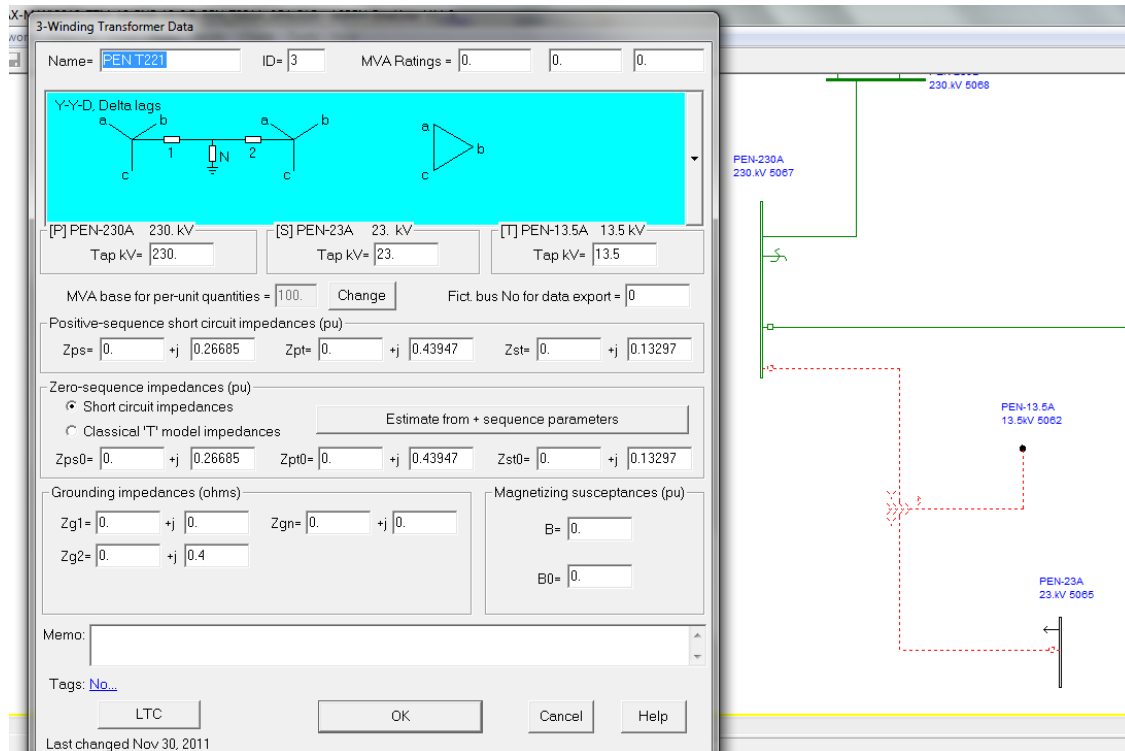 3-Winding Transformer Data
Name= PEN T221 ID= 3 MVA Ratings = 0. 0. 0.
Y-Y-D, Delta lags
a b a b a
1 N 2 b
c c c
[P] PEN-230A 230. kV [S] PEN-23A 23. kV [T] PEN-13.5A 13.5 kV
Tap kV= 230. Tap kV= 23. Tap kV= 13.5
MVA base for per-unit quantities = 100. Change Fict. bus No for data export = 0
Positive-sequence short circuit impedances (pu)
Zps= 0. +j 0.26685 Zpt= 0. +j 0.43947 Zst= 0. +j 0.13297
Zero-sequence impedances (pu)
Short circuit impedances
Classical 'T' model impedances
Estimate from + sequence parameters
Zps0= 0. +j 0.26685 Zpt0= 0. +j 0.43947 Zst0= 0. +j 0.13297
Grounding impedances (ohms)
Zg1= 0. +j 0. Zgn= 0. +j 0.
Zg2= 0. +j 0.4
Magnetizing susceptances (pu)
B= 0.
B0= 0.
Memo:
Tags: No...
LTC OK Cancel Help
Last changed Nov 30, 2011
230.kV 5068
PEN-230A
230.kV 5067
PEN-13.5A
13.5kV 5062
PEN-23A
23.kV 5065